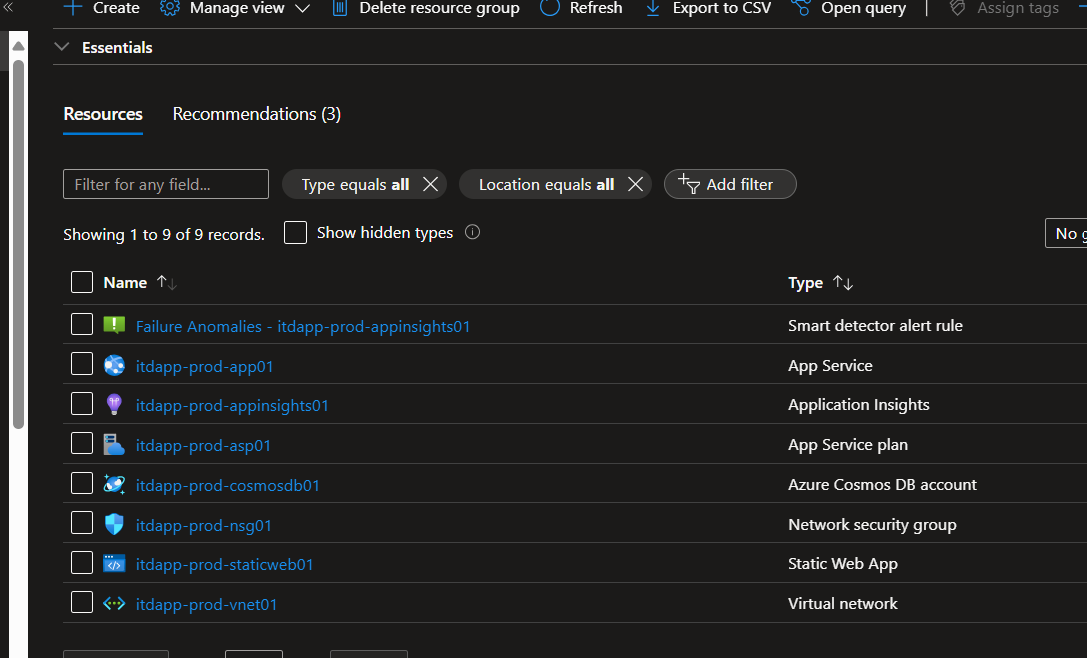 Create Manage view Delete resource group Refresh Export to CSV Open query Assign tags
Essentials
Resources Recommendations (3)
Filter for any field... Type equals all Location equals all Add filter
Showing 1 to 9 of 9 records. Show hidden types No
Name Type
Failure Anomalies - itdapp-prod-appinsights01 Smart detector alert rule
itdapp-prod-app01 App Service
itdapp-prod-appinsights01 Application Insights
itdapp-prod-asp01 App Service plan
itdapp-prod-cosmosdb01 Azure Cosmos DB account
itdapp-prod-nsg01 Network security group
itdapp-prod-staticweb01 Static Web App
itdapp-prod-vnet01 Virtual network